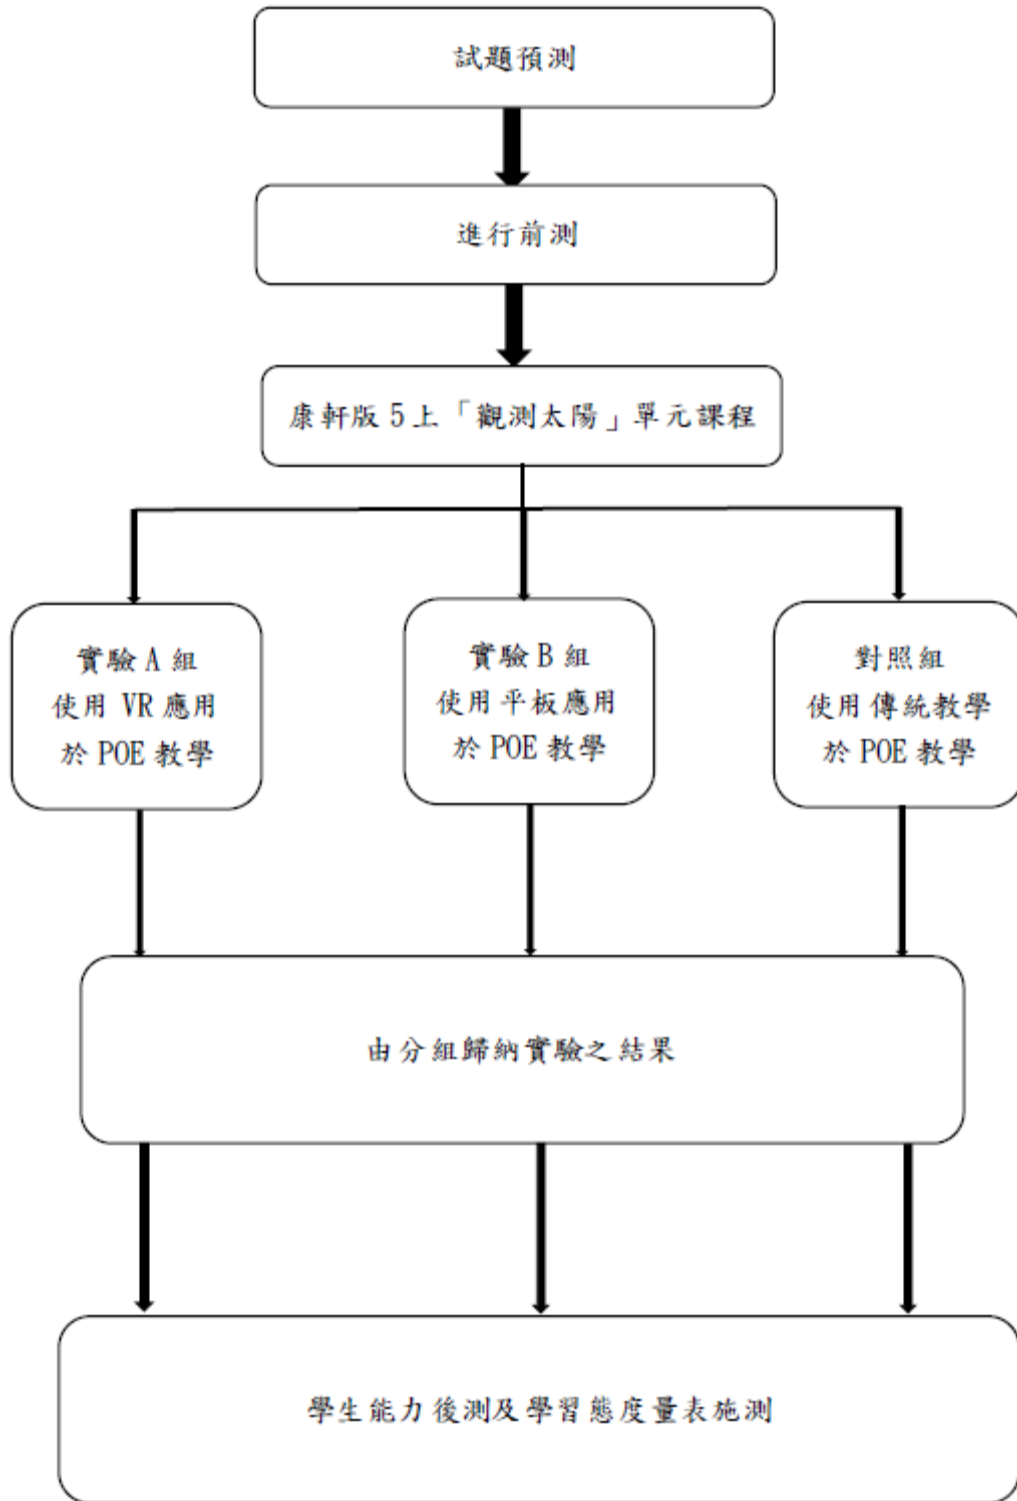 試題預測
進行前測
康軒版 5 上「觀測太陽」單元課程
實驗 A 組
使用 VR 應用
於 POE 教學
實驗 B 組
使用平板應用
於 POE 教學
對照組
使用傳統教學
於 POE 教學
由分組歸納實驗之結果
學生能力後測及學習態度量表施測